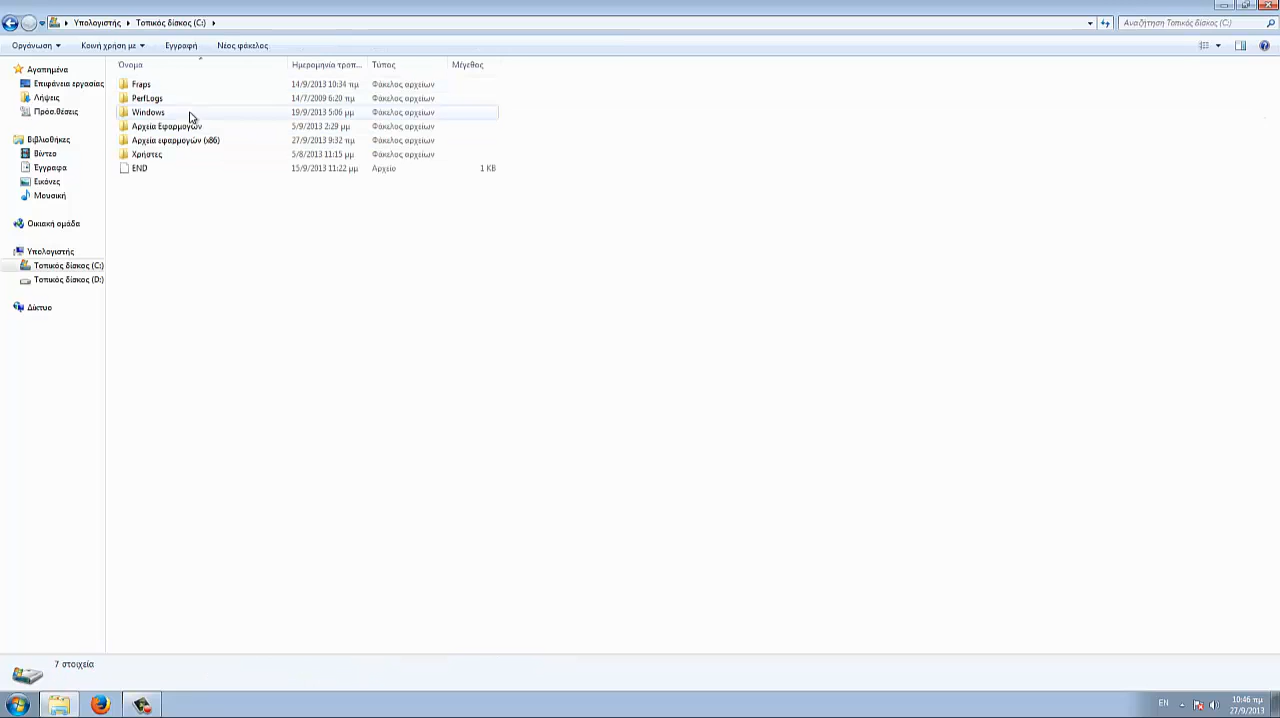 Υπολογιστής Τοπικός δίσκος (C:) Αναζήτηση Τοπικός δίσκος (C:)
Οργάνωση Κοινή χρήση με Εγγραφή Νέος φάκελος
Όνομα Ημερομηνία τροπ... Τύπος Μέγεθος
Αγαπημένα
Επιφάνεια εργασίας
Λήψεις
Πρόσ.θέσεις
Βιβλιοθήκες
Βίντεο
Έγγραφα
Εικόνες
Μουσική
Οικιακή ομάδα
Υπολογιστής
Τοπικός δίσκος (C:)
Τοπικός δίσκος (D:)
Δίκτυο
Fraps 14/9/2013 10:34 πμ Φάκελος αρχείων
PerfLogs 14/7/2009 6:20 πμ Φάκελος αρχείων
Windows 19/9/2013 5:06 μμ Φάκελος αρχείων
Αρχεία Εφαρμογών 5/9/2013 2:29 μμ Φάκελος αρχείων
Αρχεία εφαρμογών (x86) 27/9/2013 9:32 πμ Φάκελος αρχείων
Χρήστες 5/8/2013 11:15 μμ Φάκελος αρχείων
END 15/9/2013 11:22 μμ Αρχείο 1 KB
7 στοιχεία
EN
10:46 πμ
27/9/2013